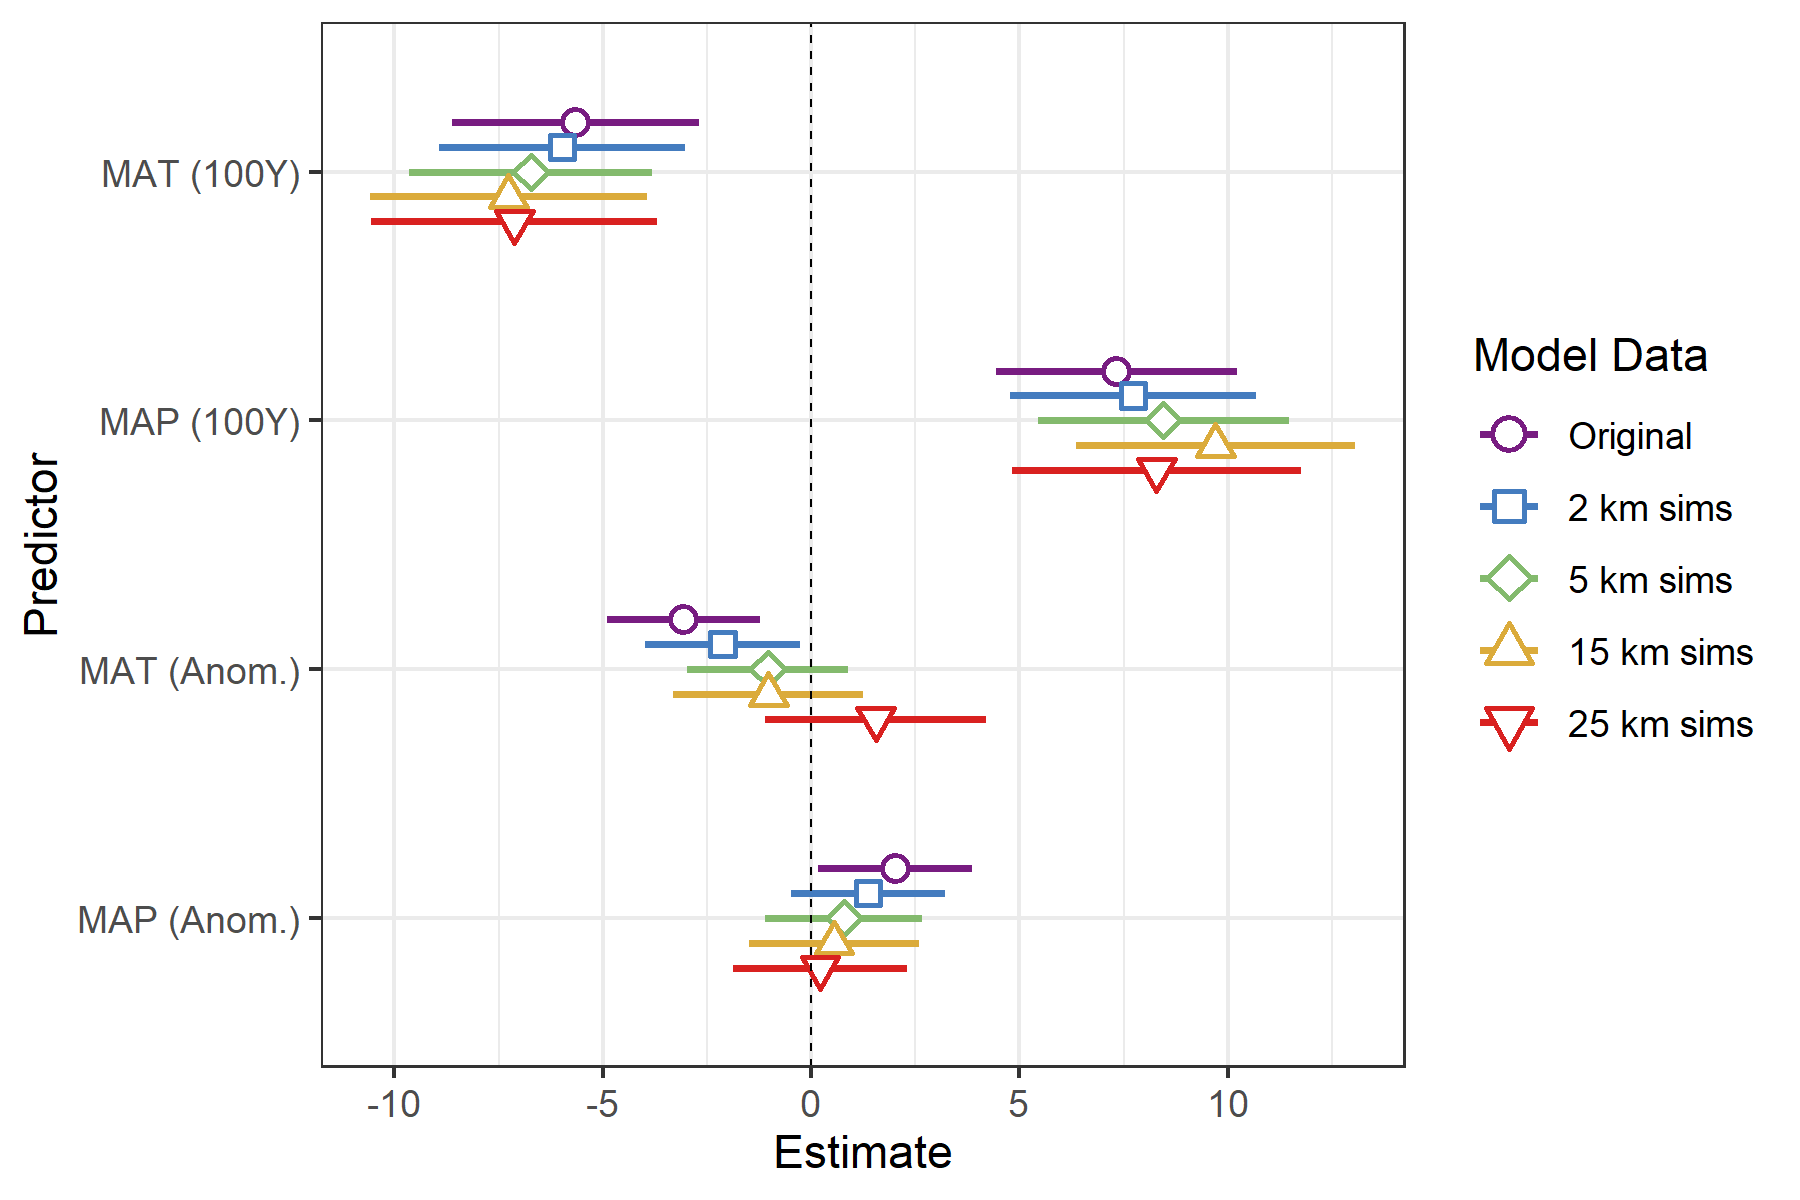 MAT (100Y)
MAP (100Y)
MAT (Anom.)
MAP (Anom.)
Predictor
-10 -5 0 5 10
Estimate
Model Data
Original
2 km sims
5 km sims
15 km sims
25 km sims